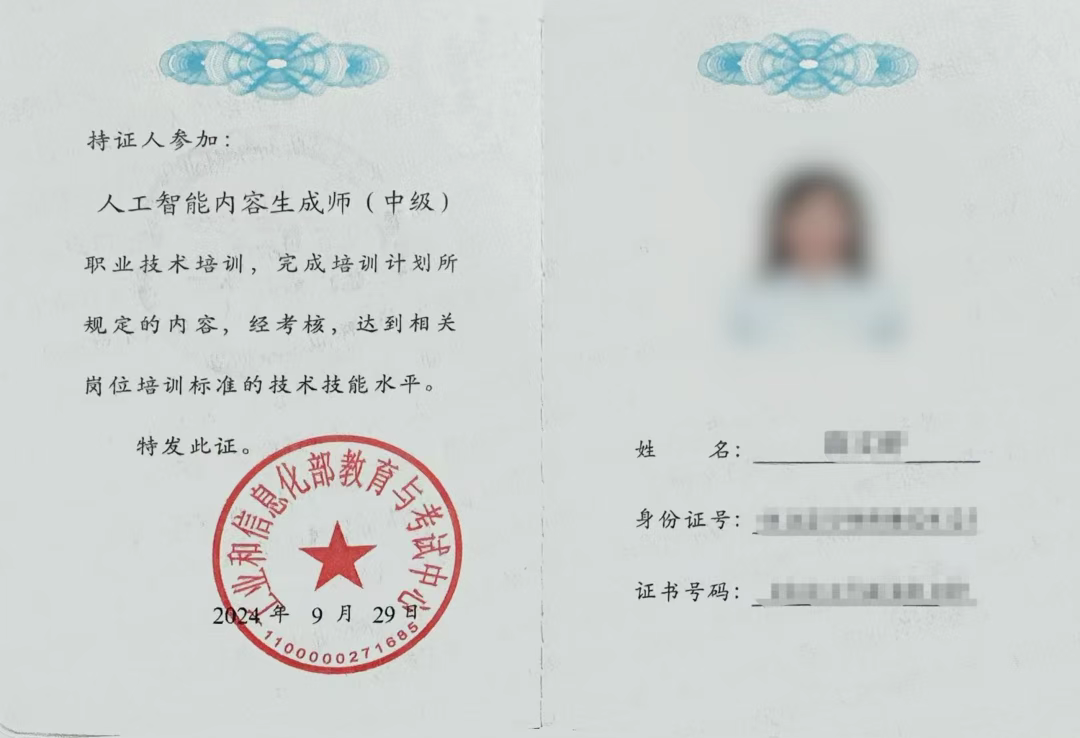 持证人参加：
人工智能内容生成师（中级）
职业技术培训，完成培训计划所
规定的内容，经考核，达到相关
岗位培训标准的技术技能水平。
特发此证。
工业和信息化部教育与考试中心
2024 年 9 月 29 日
1100000271685
姓 名：
身份证号：
证书号码：